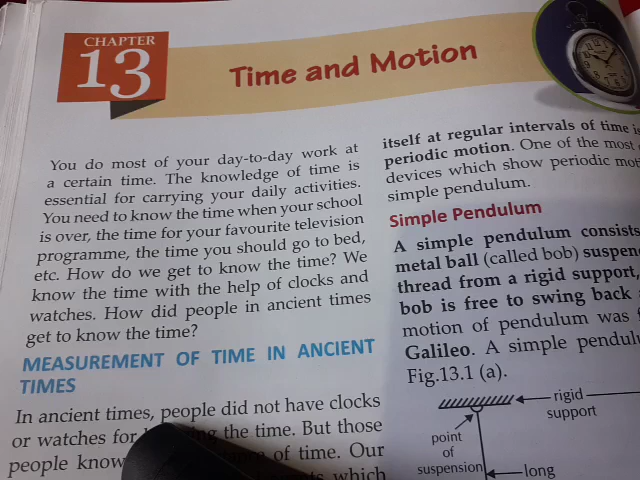 CHAPTER
13
Time and Motion
You do most of your day-to-day work at
a certain time. The knowledge of time is
essential for carrying your daily activities.
You need to know the time when your school
is over, the time for your favourite television
programme, the time you should go to bed,
etc. How do we get to know the time? We
know the time with the help of clocks and
watches. How did people in ancient times
get to know the time?
MEASUREMENT OF TIME IN ANCIENT
TIMES
In ancient times, people did not have clocks
or watches for the time. But those
people know of time. Our
which
itself at regular intervals of time is
periodic motion. One of the most
devices which show periodic
simple pendulum.
Simple Pendulum
A simple pendulum consists
metal ball (called bob)
thread from a rigid support,
bob is free to swing back
motion of pendulum was
Galileo. A simple
Fig.13.1 (a).
rigid
support
point
of
suspension
long